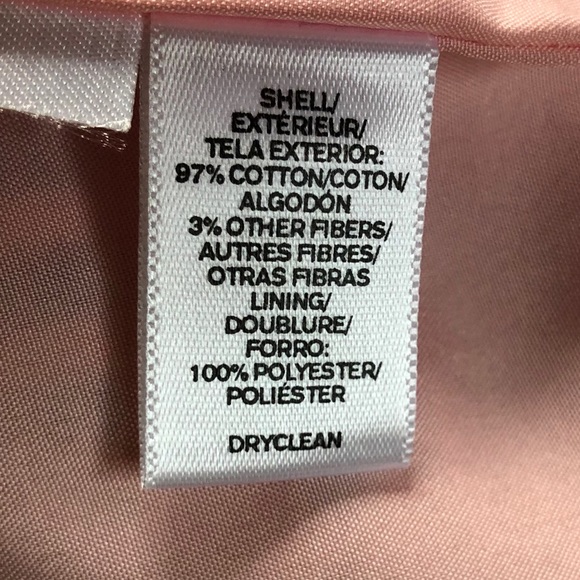 SHELL/
EXTÉRIEUR/
TELA EXTERIOR:
97% COTTON/COTON/
ALGODÓN
3% OTHER FIBERS/
AUTRES FIBRES/
OTRAS FIBRAS
LINING/
DOUBLURE/
FORRO:
100% POLYESTER/
POLIÉSTER
DRYCLEAN